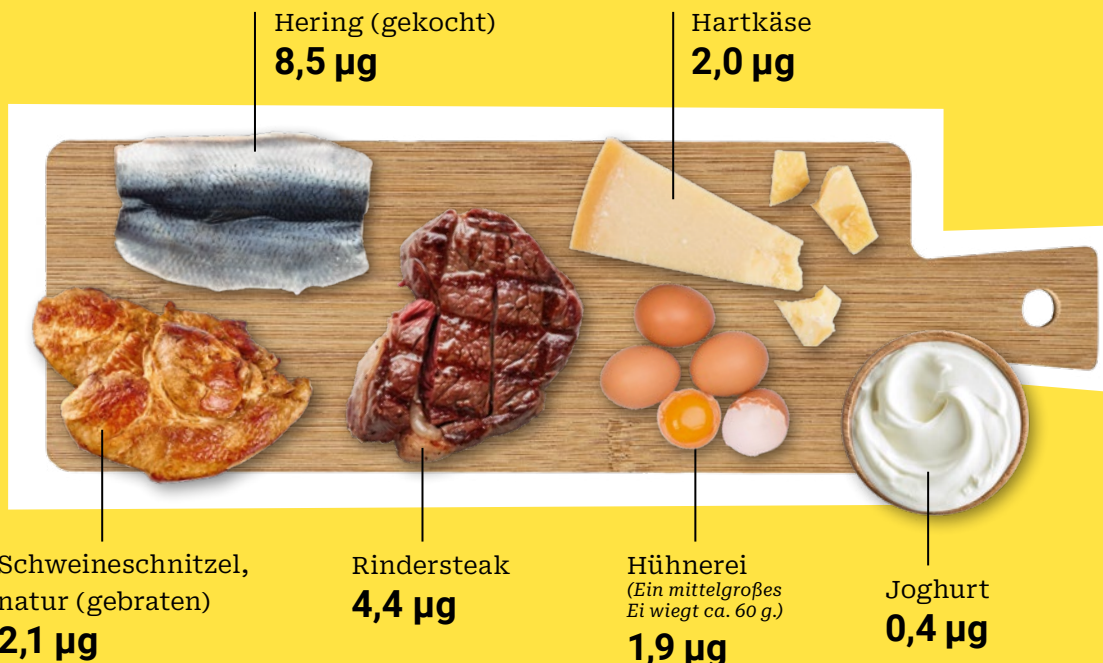 Hering (gekocht)
8,5 µg
Hartkäse
2,0 µg
Schweineschnitzel,
natur (gebraten)
2,1 µg
Rindersteak
4,4 µg
Hühnerei
(Ein mittelgroßes
Ei wiegt ca. 60 g.)
1,9 µg
Joghurt
0,4 µg